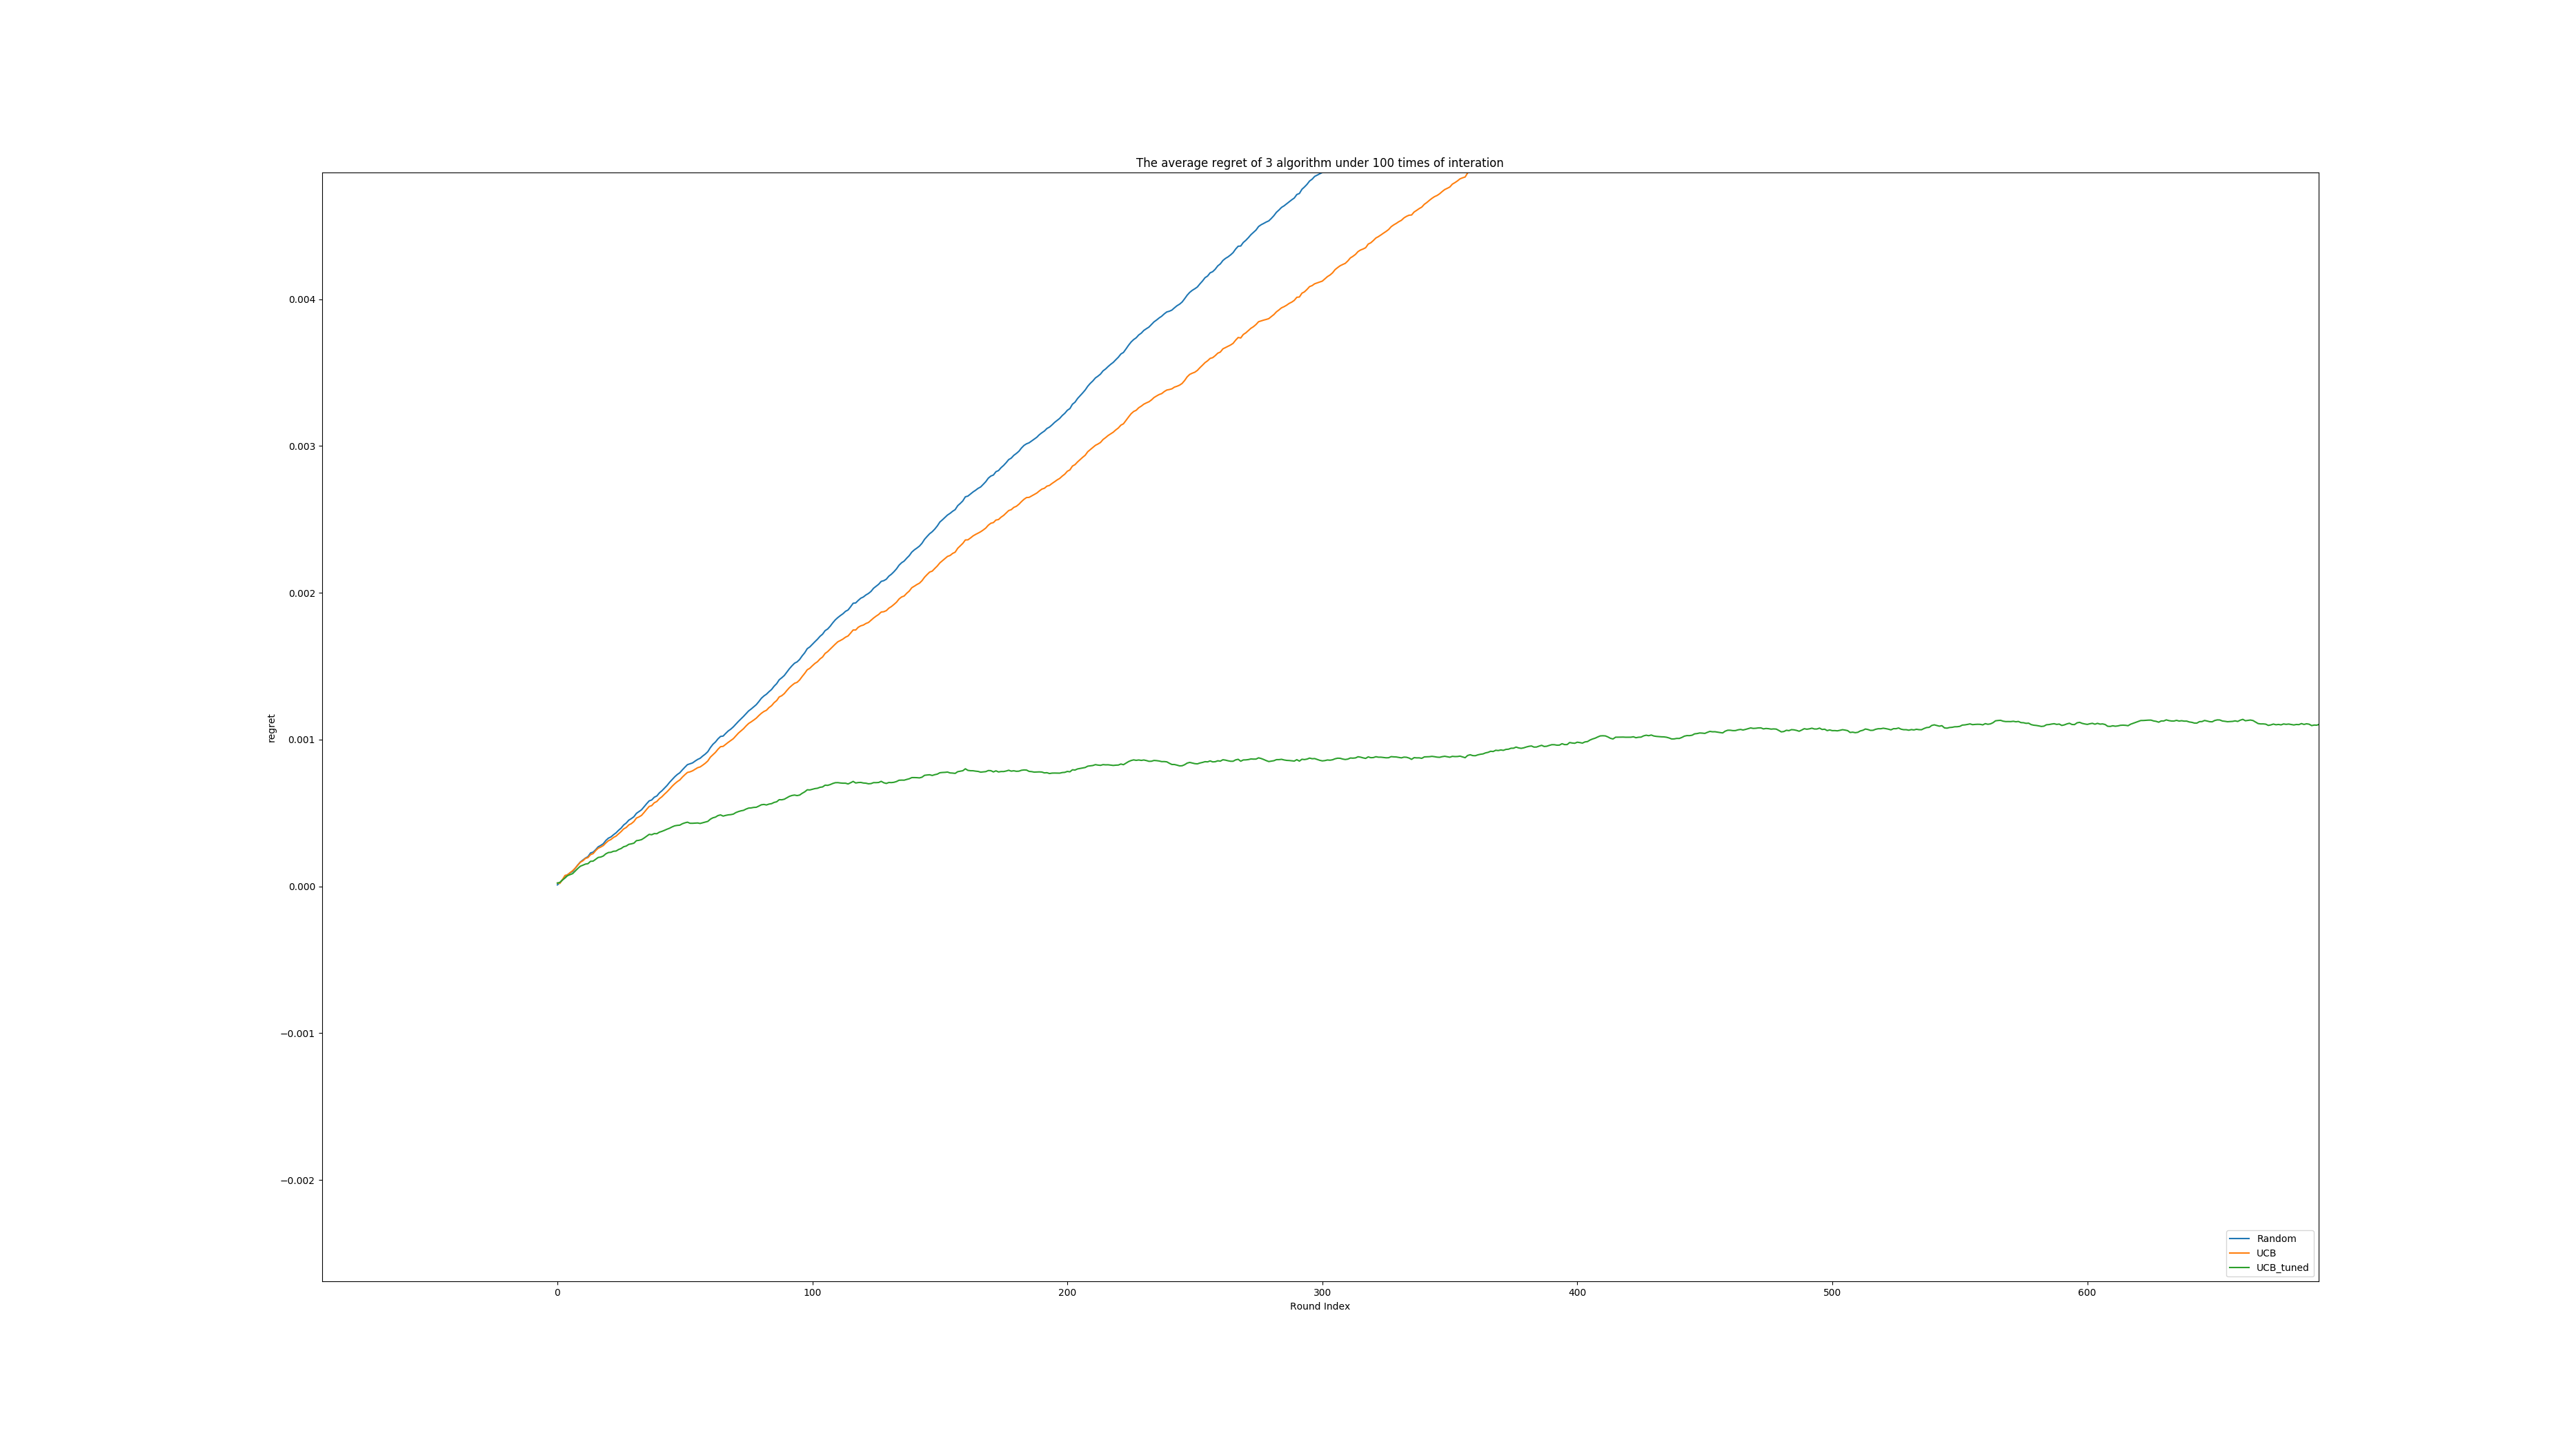 The average regret of 3 algorithm under 100 times of interation
0.004
0.003
0.002
0.001
0.000
−0.001
−0.002
regret
0 100 200 300 400 500 600
Round Index
Random
UCB
UCB_tuned